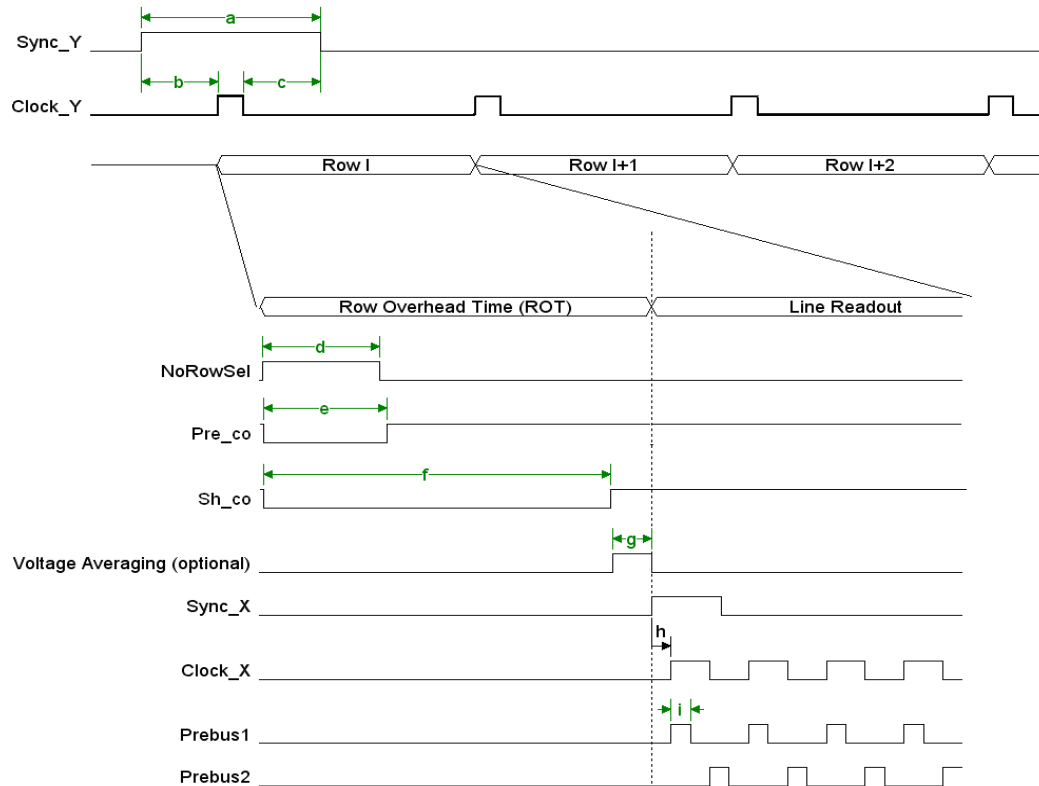 a
Sync_Y
b
c
Clock_Y
Row I
Row I+1
Row I+2
Row Overhead Time (ROT)
Line Readout
d
NoRowSel
e
Pre_co
f
Sh_co
g
Voltage Averaging (optional)
Sync_X
h
Clock_X
i
Prebus1
Prebus2